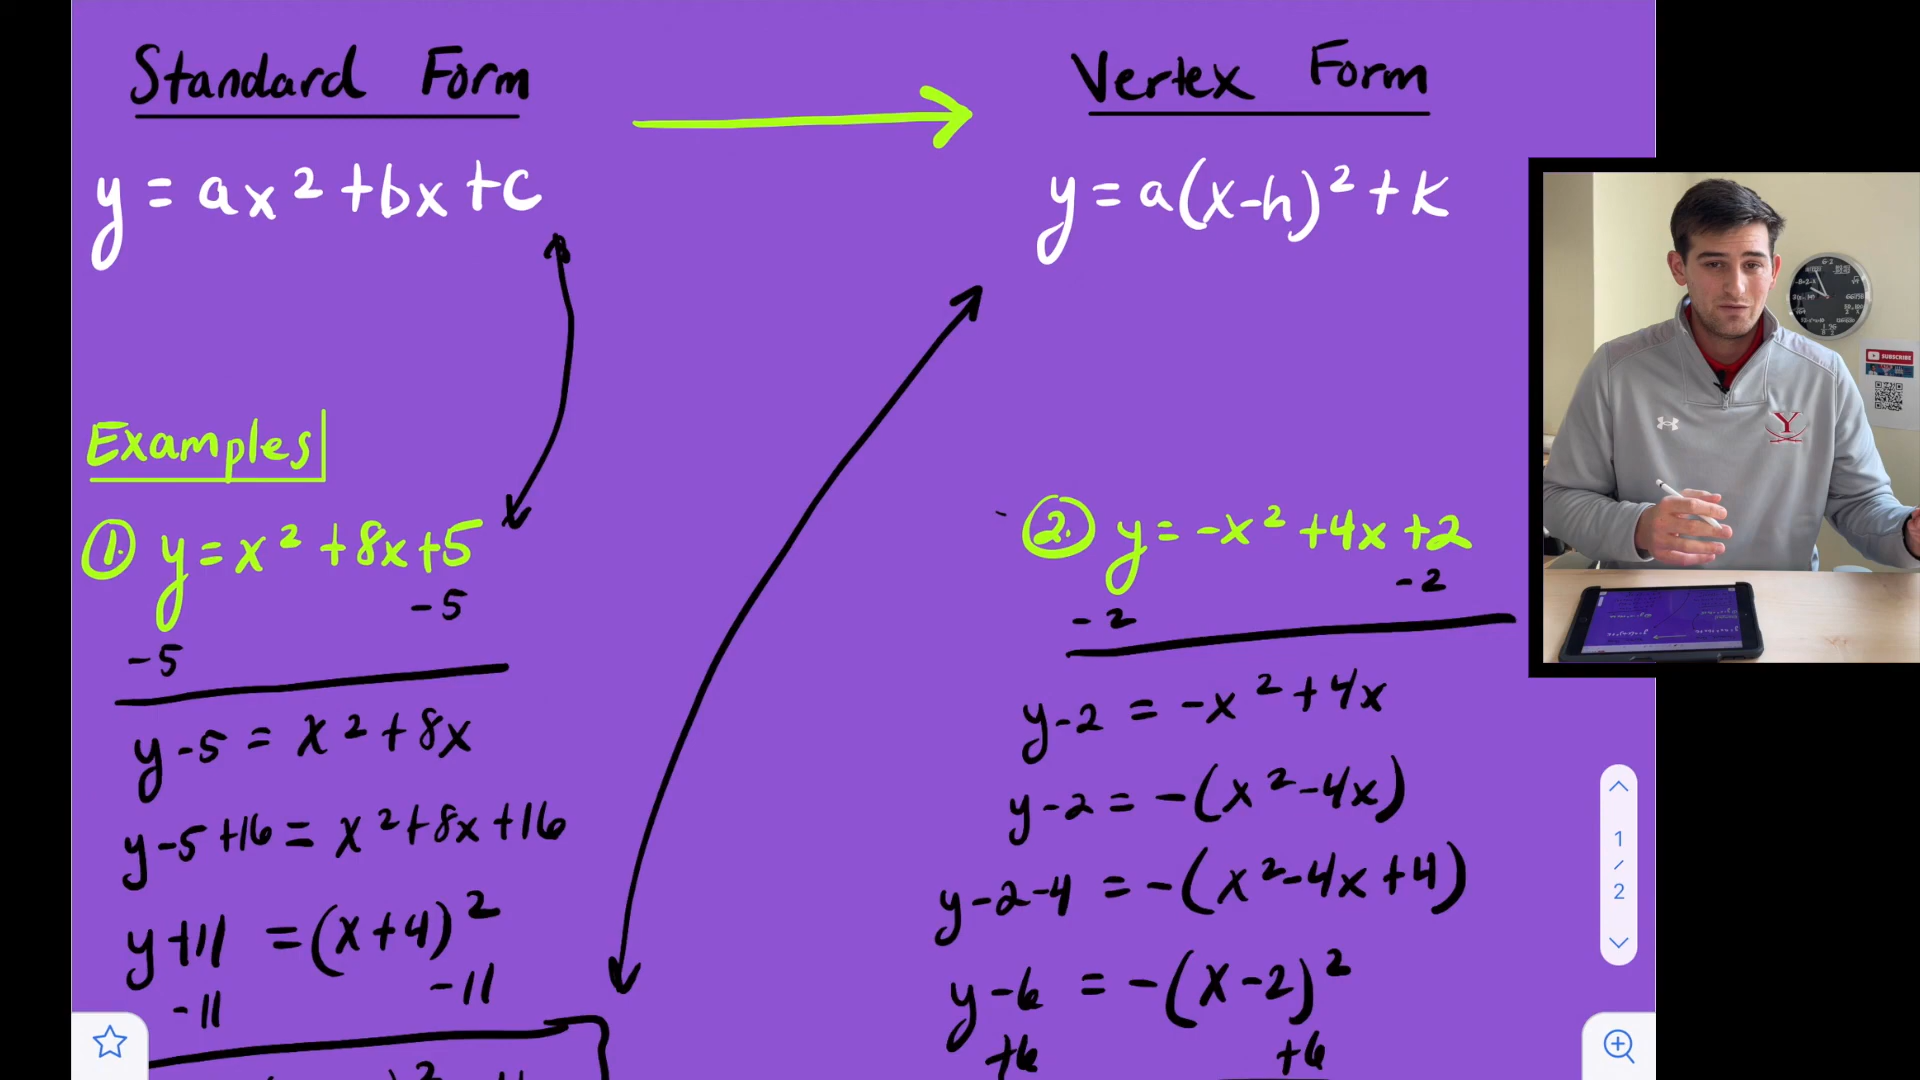 Standard Form
Vertex Form
y = ax² + bx + c
y = a(x-h)² + k
Examples
1. y = x² + 8x + 5
-5
-5
y - 5 = x² + 8x
y - 5 + 16 = x² + 8x + 16
y + 11 = (x + 4)²
-11
-11
2. y = -x² + 4x + 2
-2
-2
y - 2 = -x² + 4x
y - 2 = -(x² - 4x)
y - 2 - 4 = -(x² - 4x + 4)
y - 6 = -(x - 2)²
+6
+6
SUBSCRIBE
Y
1
/
2